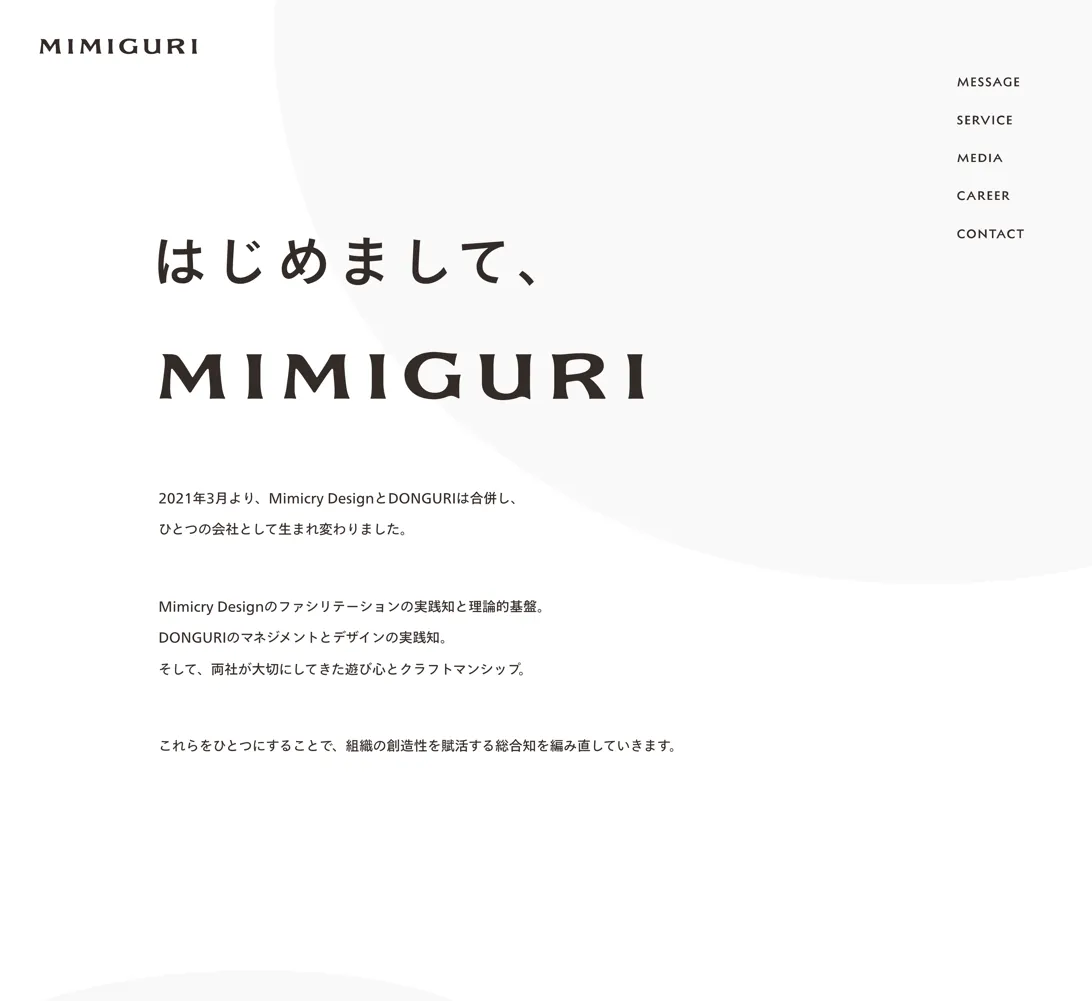 MIMIGURI
MESSAGE
SERVICE
MEDIA
CAREER
CONTACT
はじめまして、
MIMIGURI
2021年3月より、Mimicry DesignとDONGURIは合併し、
ひとつの会社として生まれ変わりました。
Mimicry Designのファシリテーションの実践知と理論的基盤。
DONGURIのマネジメントとデザインの実践知。
そして、両社が大切にしてきた遊び心とクラフトマンシップ。
これらをひとつにすることで、組織の創造性を賦活する総合知を編み直していきます。